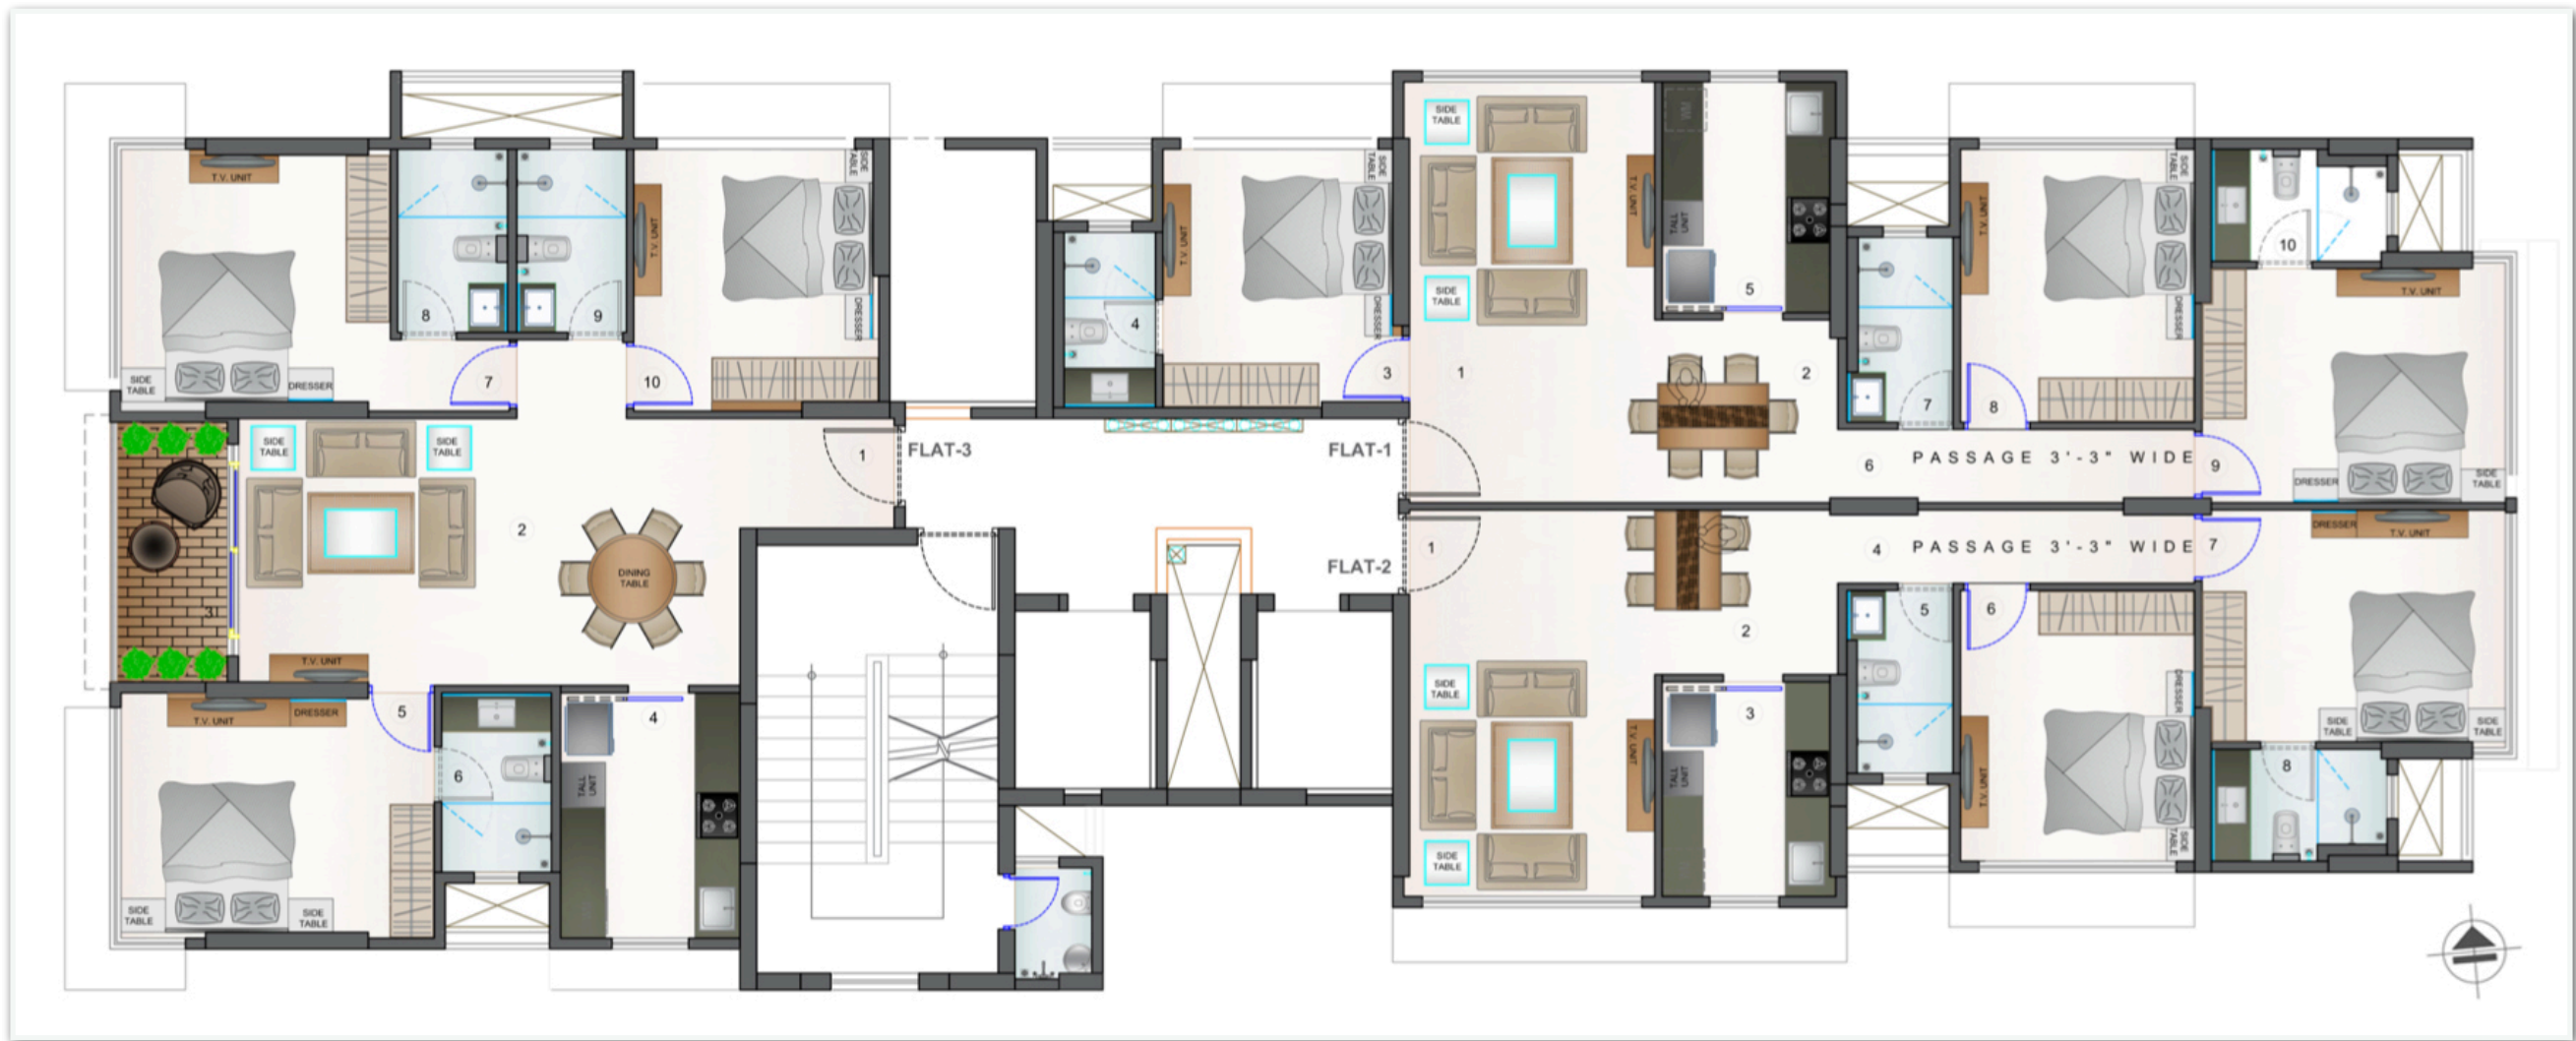 T.V. UNIT
SIDE
TABLE
DRESSER
8
9
7
10
T.V. UNIT
SIDE
TABLE
DRESSER
SIDE
TABLE
SIDE
TABLE
1
2
3
DINING
TABLE
T.V. UNIT
T.V. UNIT
DRESSER
5
6
4
TALL
UNIT
SIDE
TABLE
SIDE
TABLE
FLAT-3
FLAT-1
FLAT-2
4
T.V. UNIT
SIDE
TABLE
DRESSER
3
SIDE
TABLE
SIDE
TABLE
T.V. UNIT
WM
TALL
UNIT
5
1
2
6
PASSAGE 3'-3" WIDE
9
7
8
T.V. UNIT
SIDE
TABLE
DRESSER
10
T.V. UNIT
DRESSER
SIDE
TABLE
1
2
4
PASSAGE 3'-3" WIDE
7
5
6
3
TALL
UNIT
SIDE
TABLE
SIDE
TABLE
T.V. UNIT
DRESSER
T.V. UNIT
SIDE
TABLE
DRESSER
T.V. UNIT
SIDE
TABLE
SIDE
TABLE
8